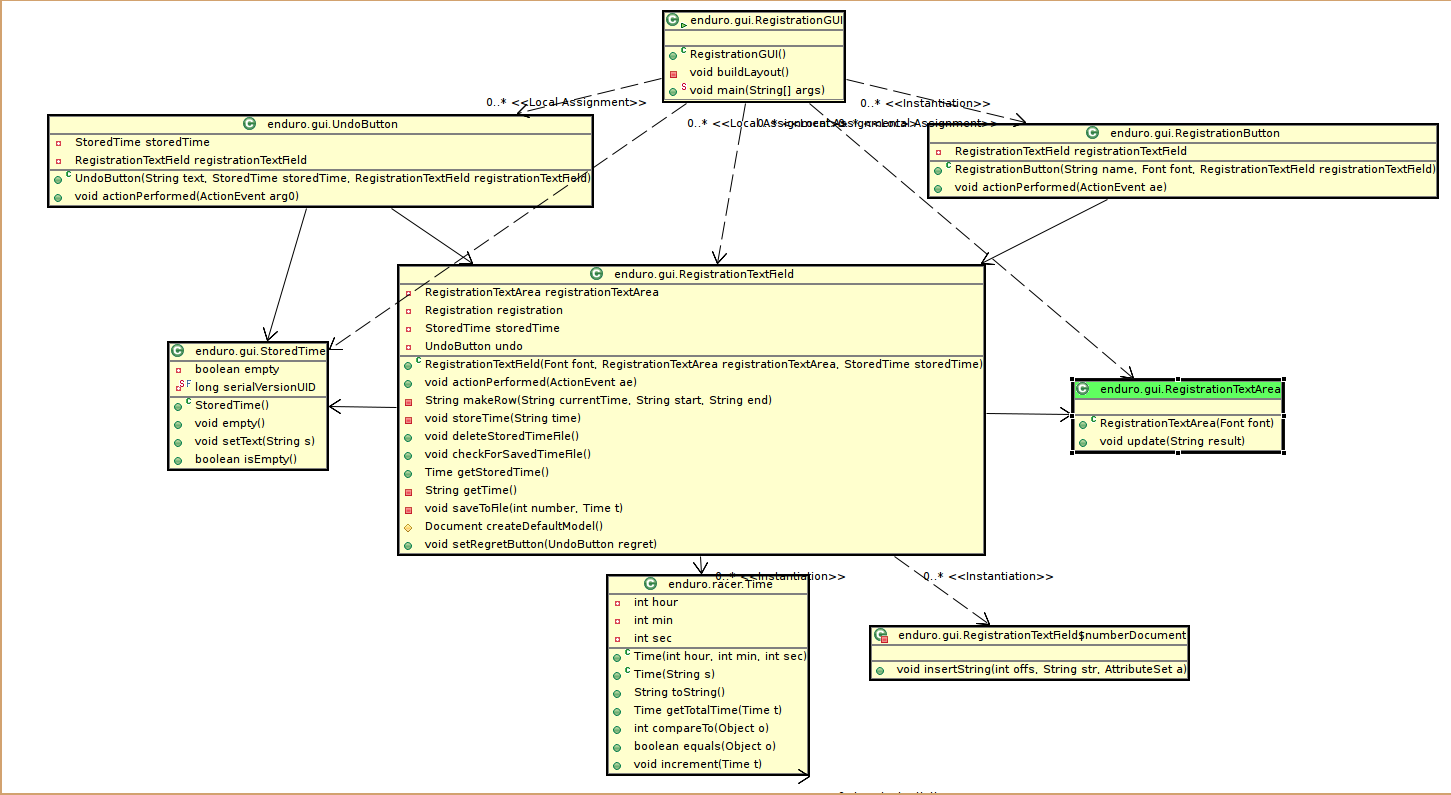 enduro.gui.RegistrationGUI
RegistrationGUI()
void buildLayout()
void main(String[] args)
0..* <<Local Assignment>>
0..* <<Instantiation>>
0..* <<Local Assignment>>
<<Local Assignment>>
enduro.gui.UndoButton
StoredTime storedTime
RegistrationTextField registrationTextField
UndoButton(String text, StoredTime storedTime, RegistrationTextField registrationTextField)
void actionPerformed(ActionEvent arg0)
enduro.gui.RegistrationButton
RegistrationTextField registrationTextField
RegistrationButton(String name, Font font, RegistrationTextField registrationTextField)
void actionPerformed(ActionEvent ae)
enduro.gui.RegistrationTextField
RegistrationTextArea registrationTextArea
Registration registration
StoredTime storedTime
UndoButton undo
RegistrationTextField(Font font, RegistrationTextArea registrationTextArea, StoredTime storedTime)
void actionPerformed(ActionEvent ae)
String makeRow(String currentTime, String start, String end)
void storeTime(String time)
void deleteStoredTimeFile()
void checkForSavedTimeFile()
Time getStoredTime()
String getTime()
void saveToFile(int number, Time t)
Document createDefaultModel()
void setRegretButton(UndoButton regret)
enduro.gui.StoredTime
boolean empty
long serialVersionUID
StoredTime()
void empty()
void setText(String s)
boolean isEmpty()
enduro.gui.RegistrationTextArea
RegistrationTextArea(Font font)
void update(String result)
0..* <<Instantiation>>
0..* <<Instantiation>>
enduro.racer.Time
int hour
int min
int sec
Time(int hour, int min, int sec)
Time(String s)
String toString()
Time getTotalTime(Time t)
int compareTo(Object o)
boolean equals(Object o)
void increment(Time t)
enduro.gui.RegistrationTextField$numberDocument
void insertString(int offs, String str, AttributeSet a)